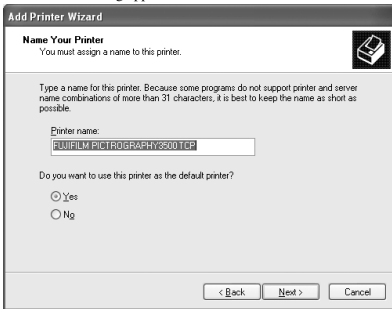 Add Printer Wizard
Name Your Printer
You must assign a name to this printer.
Type a name for this printer. Because some programs do not support printer and server
name combinations of more than 31 characters, it is best to keep the name as short as
possible.
Printer name:
FUJIFILM PICTROGRAPHY3500TCP
Do you want to use this printer as the default printer?
Yes
No
< Back Next > Cancel